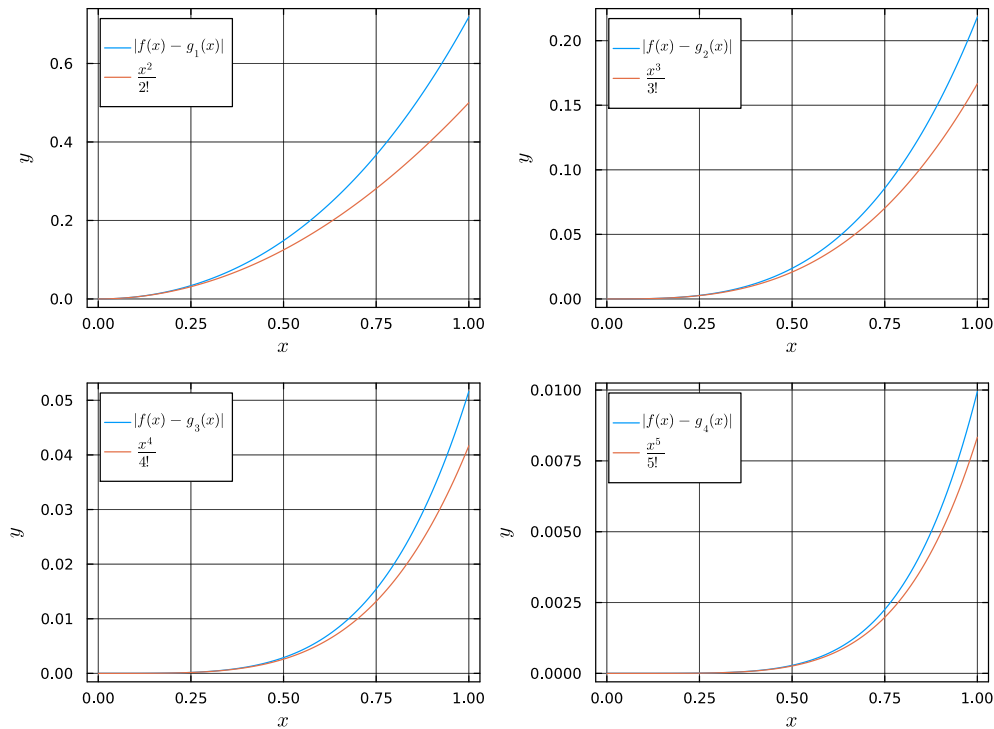 |f(x) − g₁(x)|
x²/2!
0.6
0.4
0.2
0.0
y
0.00 0.25 0.50 0.75 1.00
x
|f(x) − g₂(x)|
x³/3!
0.20
0.15
0.10
0.05
0.00
y
0.00 0.25 0.50 0.75 1.00
x
|f(x) − g₃(x)|
x⁴/4!
0.05
0.04
0.03
0.02
0.01
0.00
y
0.00 0.25 0.50 0.75 1.00
x
|f(x) − g₄(x)|
x⁵/5!
0.0100
0.0075
0.0050
0.0025
0.0000
y
0.00 0.25 0.50 0.75 1.00
x